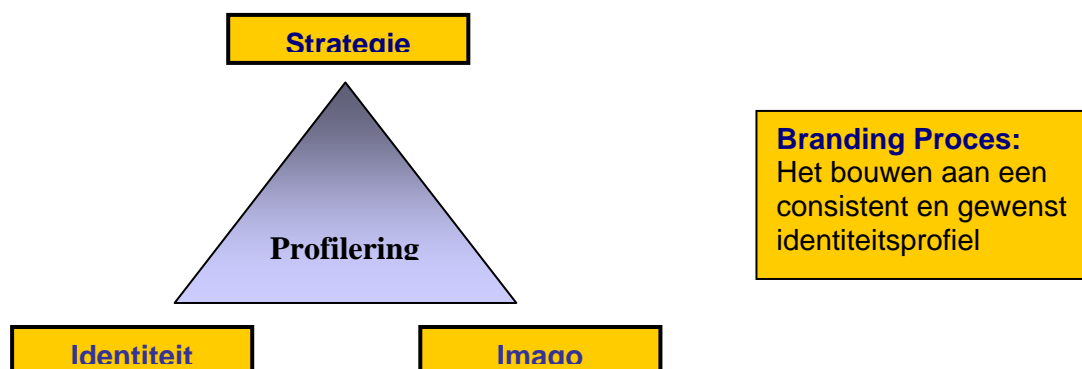 Strategie
Branding Proces:
Het bouwen aan een
consistent en gewenst
identiteitsprofiel
Profilering
Identiteit
Imago